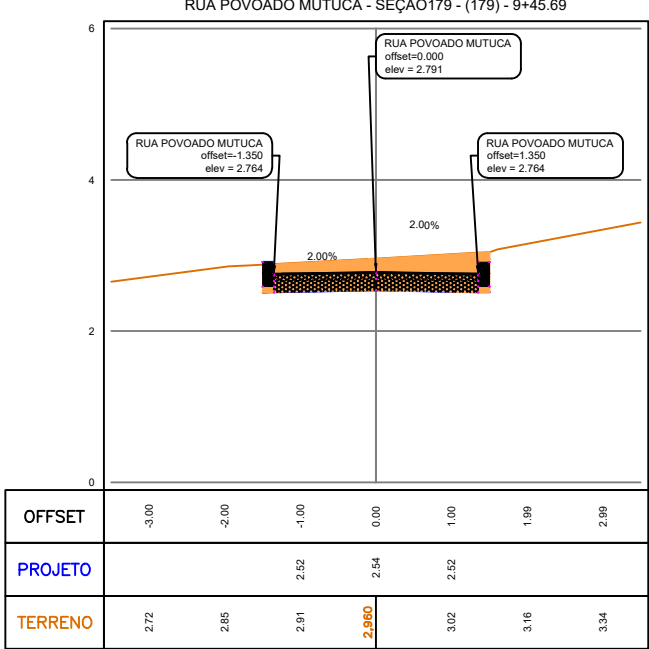 RUA POVOADO MUTUCA - SEÇAO179 - (179) - 9+45.69
6
RUA POVOADO MUTUCA
offset=0.000
elev = 2.791
RUA POVOADO MUTUCA
offset=-1.350
elev = 2.764
RUA POVOADO MUTUCA
offset=1.350
elev = 2.764
4
2.00%
2.00%
2
0
OFFSET -3.00 -2.00 -1.00 0.00 1.00 1.99 2.99
PROJETO 2.52 2.54 2.52
TERRENO 2.72 2.85 2.91 2,960 3.02 3.16 3.34